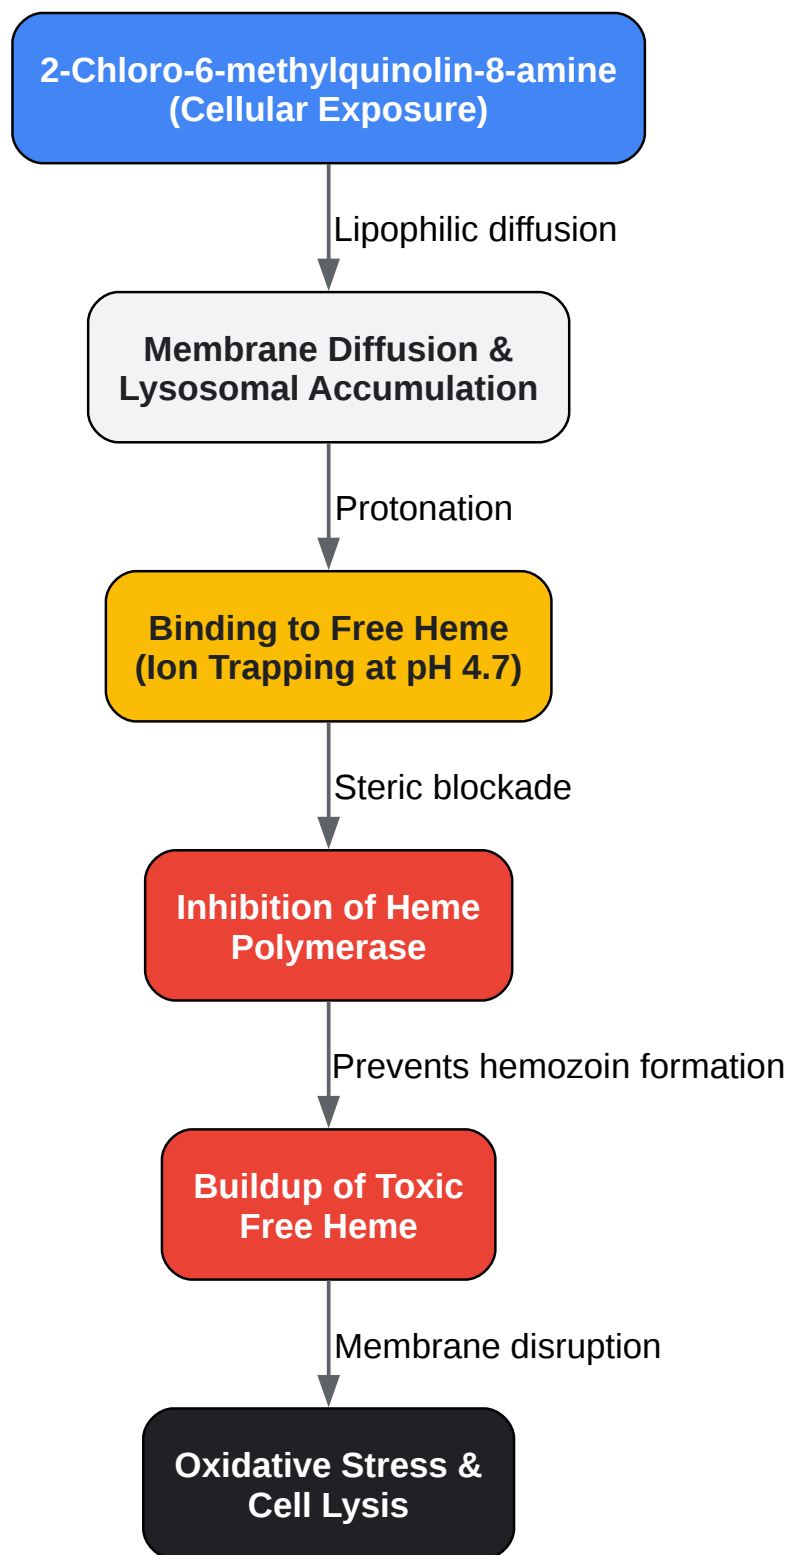 2-Chloro-6-methylquinolin-8-amine
(Cellular Exposure)
Lipophilic diffusion
Membrane Diffusion &
Lysosomal Accumulation
Protonation
Binding to Free Heme
(Ion Trapping at pH 4.7)
Steric blockade
Inhibition of Heme
Polymerase
Prevents hemozoin formation
Buildup of Toxic
Free Heme
Membrane disruption
Oxidative Stress &
Cell Lysis